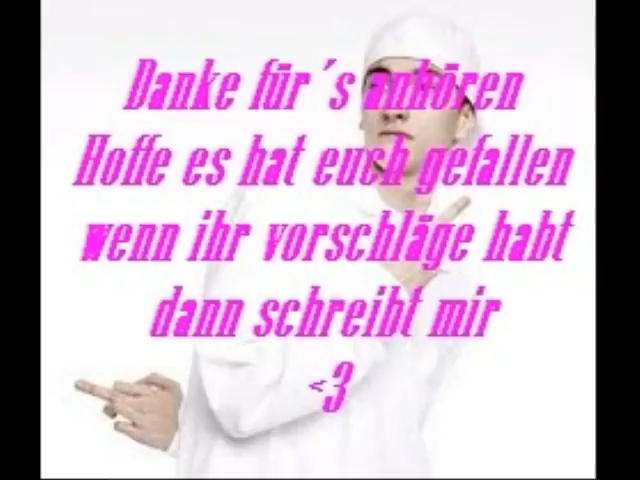 Danke für´s anhören
Hoffe es hat euch gefallen
wenn ihr vorschläge habt
dann schreibt mir
<3